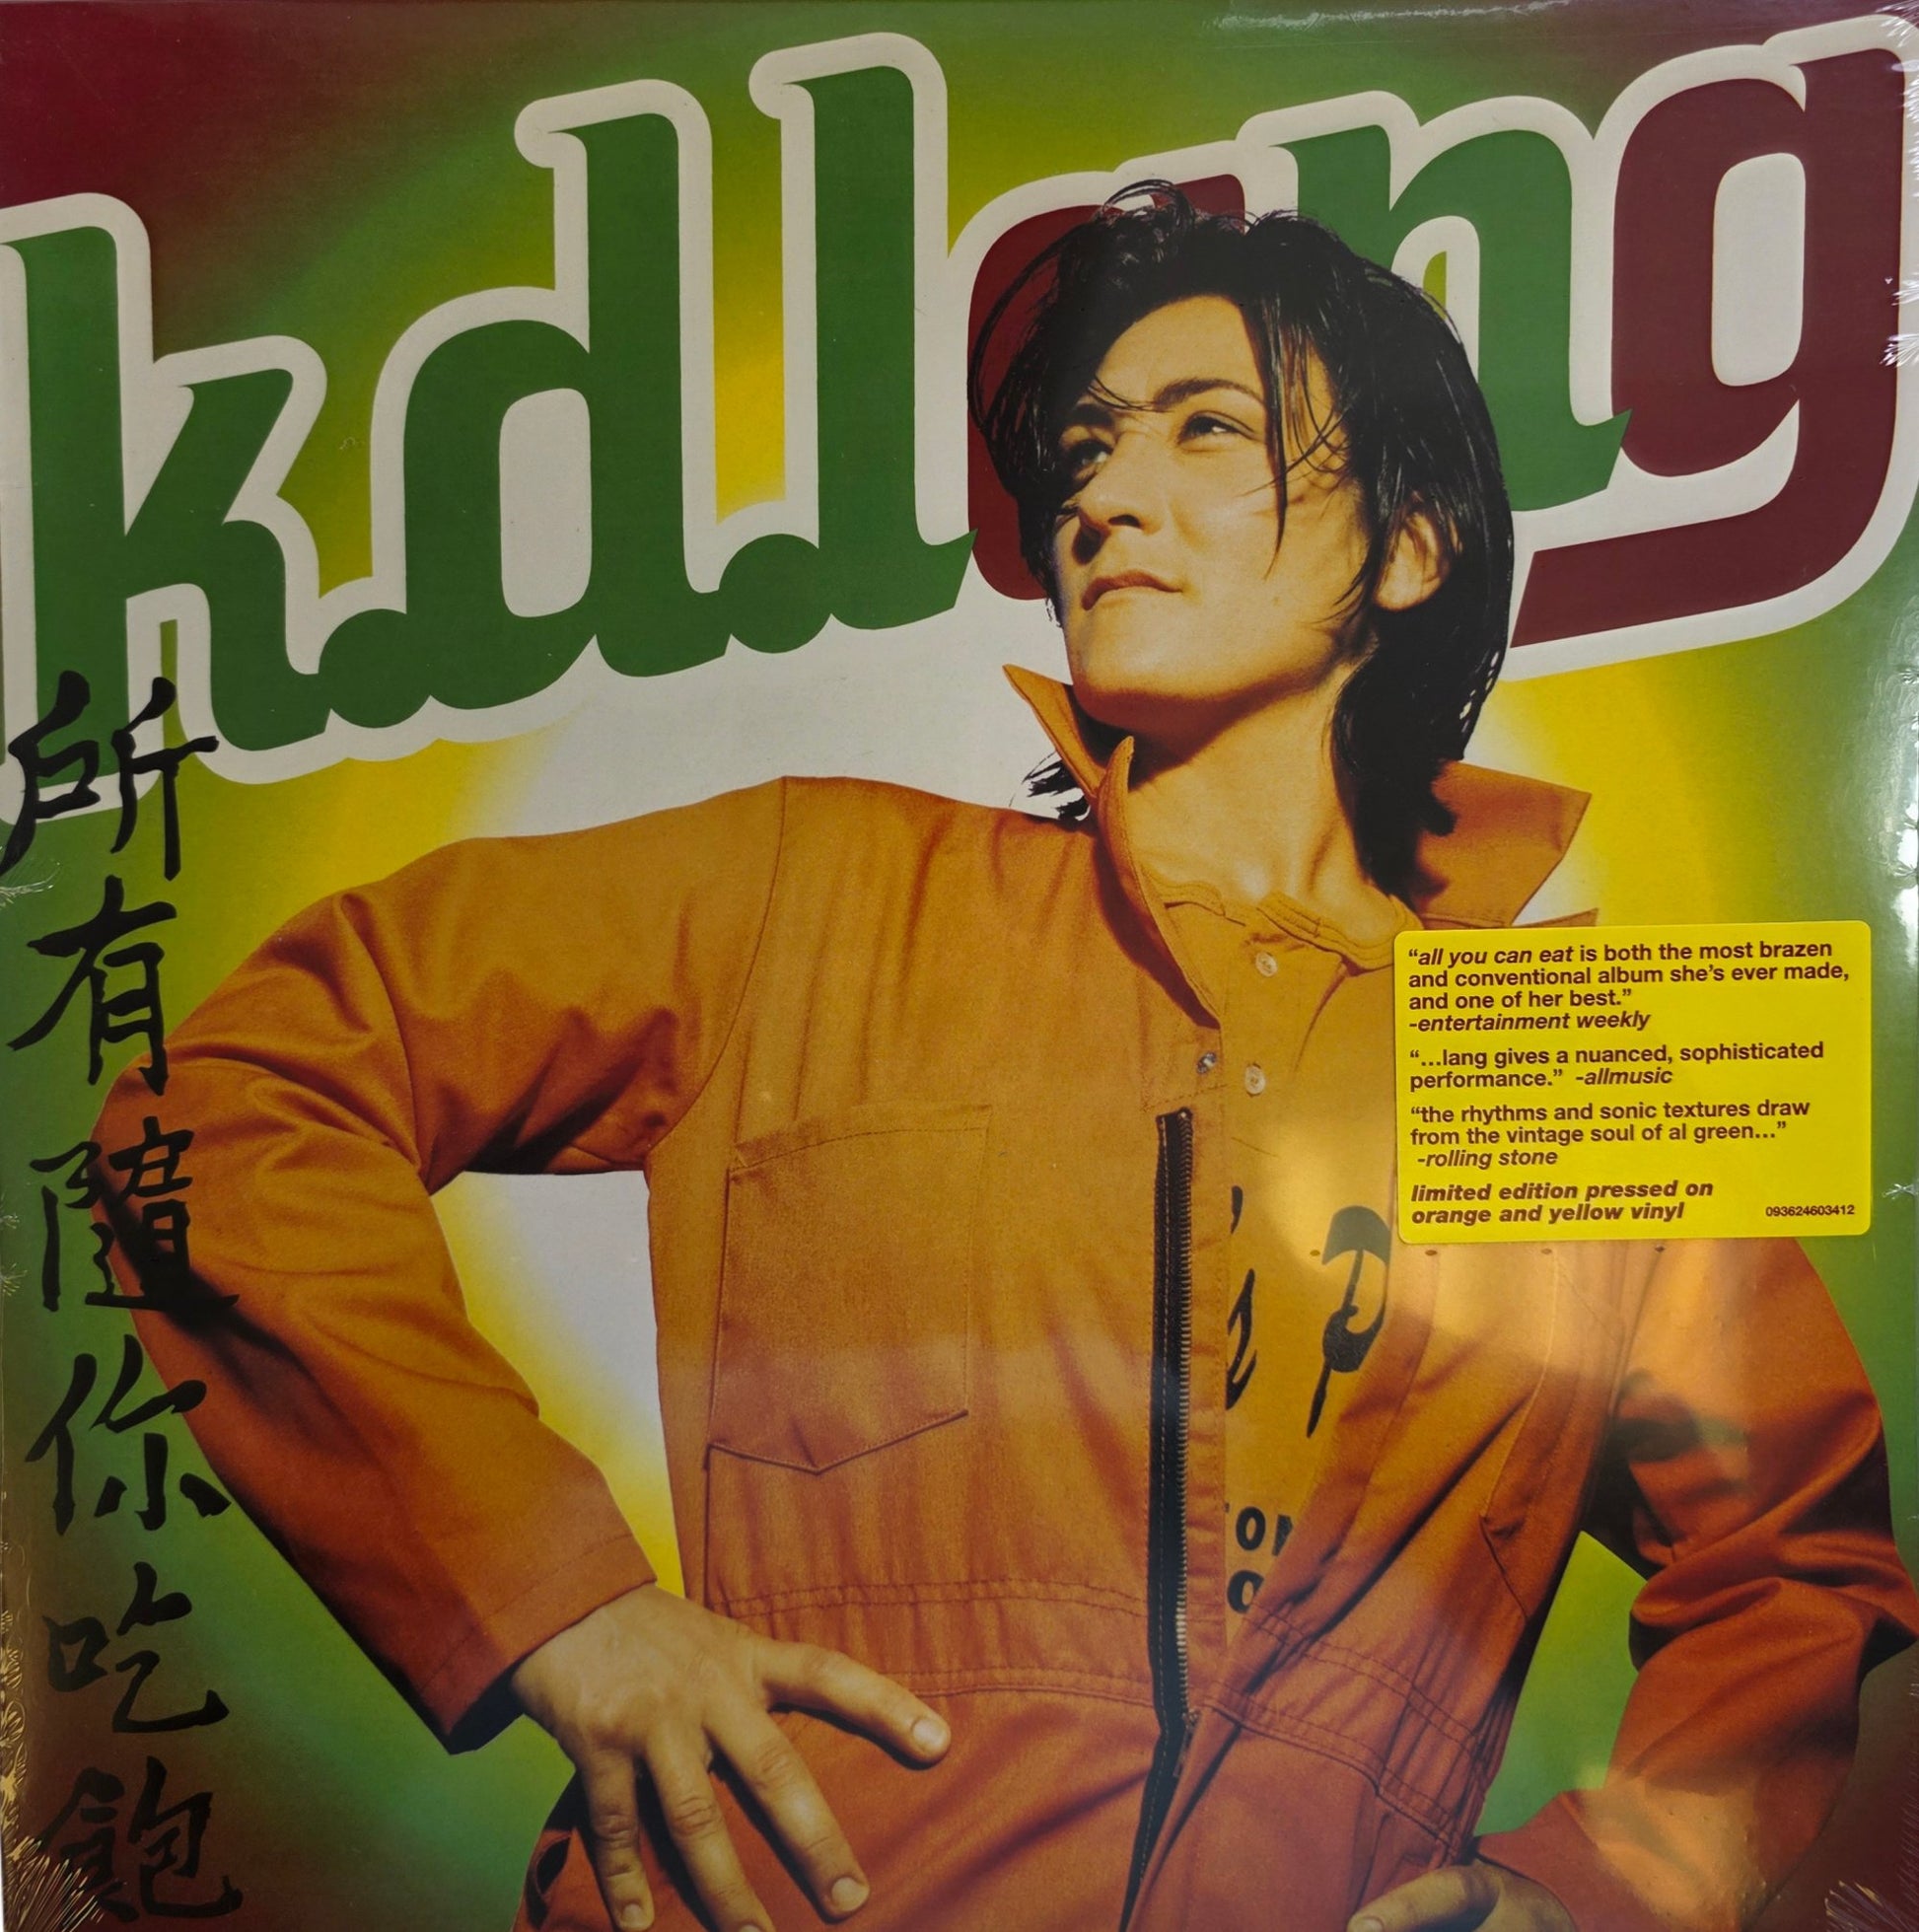 k.d.lang
所有隨你吃飽
“all you can eat is both the most brazen
and conventional album she’s ever made,
and one of her best.”
-entertainment weekly
“...lang gives a nuanced, sophisticated
performance.” -allmusic
“the rhythms and sonic textures draw
from the vintage soul of al green...”
-rolling stone
limited edition pressed on
orange and yellow vinyl
093624603412